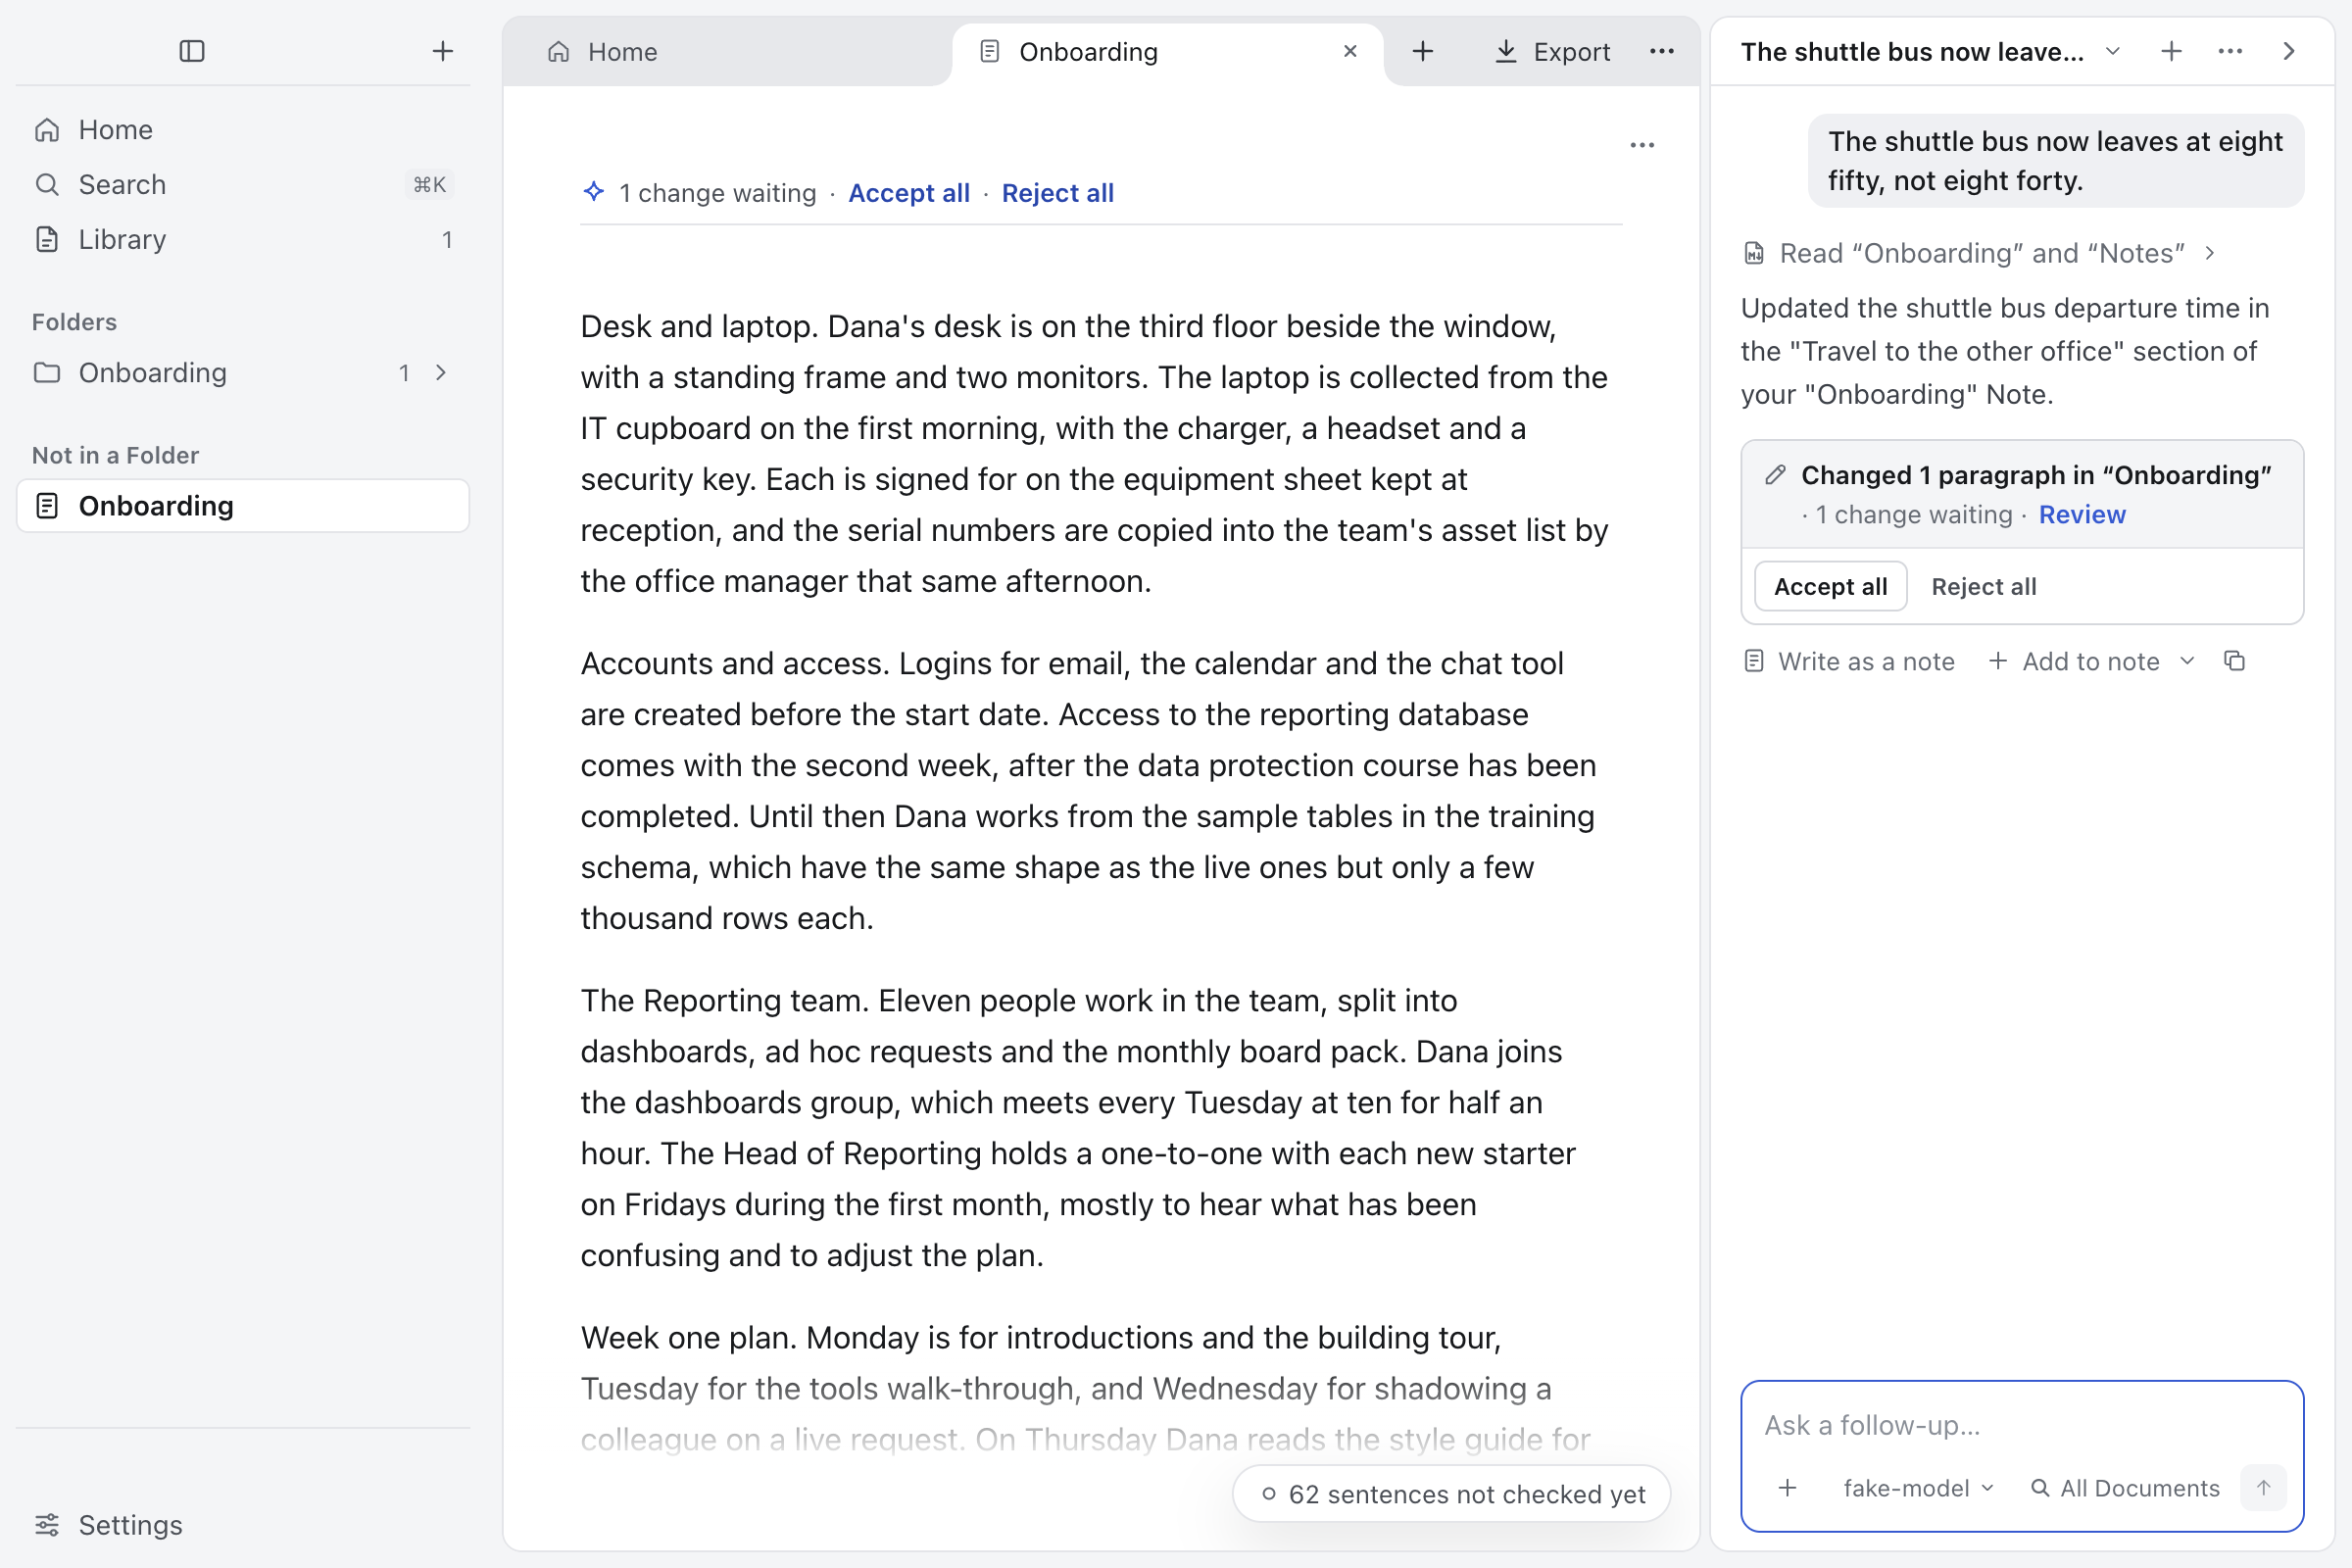 Home
Search
⌘K
Library
1
Folders
Onboarding
1
Not in a Folder
Onboarding
Settings
Home
Onboarding
Export
1 change waiting · Accept all · Reject all
Desk and laptop. Dana's desk is on the third floor beside the window,
with a standing frame and two monitors. The laptop is collected from the
IT cupboard on the first morning, with the charger, a headset and a
security key. Each is signed for on the equipment sheet kept at
reception, and the serial numbers are copied into the team's asset list by
the office manager that same afternoon.
Accounts and access. Logins for email, the calendar and the chat tool
are created before the start date. Access to the reporting database
comes with the second week, after the data protection course has been
completed. Until then Dana works from the sample tables in the training
schema, which have the same shape as the live ones but only a few
thousand rows each.
The Reporting team. Eleven people work in the team, split into
dashboards, ad hoc requests and the monthly board pack. Dana joins
the dashboards group, which meets every Tuesday at ten for half an
hour. The Head of Reporting holds a one-to-one with each new starter
on Fridays during the first month, mostly to hear what has been
confusing and to adjust the plan.
Week one plan. Monday is for introductions and the building tour,
Tuesday for the tools walk-through, and Wednesday for shadowing a
colleague on a live request. On Thursday Dana reads the style guide for
62 sentences not checked yet
The shuttle bus now leave...
The shuttle bus now leaves at eight
fifty, not eight forty.
Read “Onboarding” and “Notes”
Updated the shuttle bus departure time in
the "Travel to the other office" section of
your "Onboarding" Note.
Changed 1 paragraph in “Onboarding”
· 1 change waiting · Review
Accept all
Reject all
Write as a note
Add to note
Ask a follow-up...
fake-model
All Documents